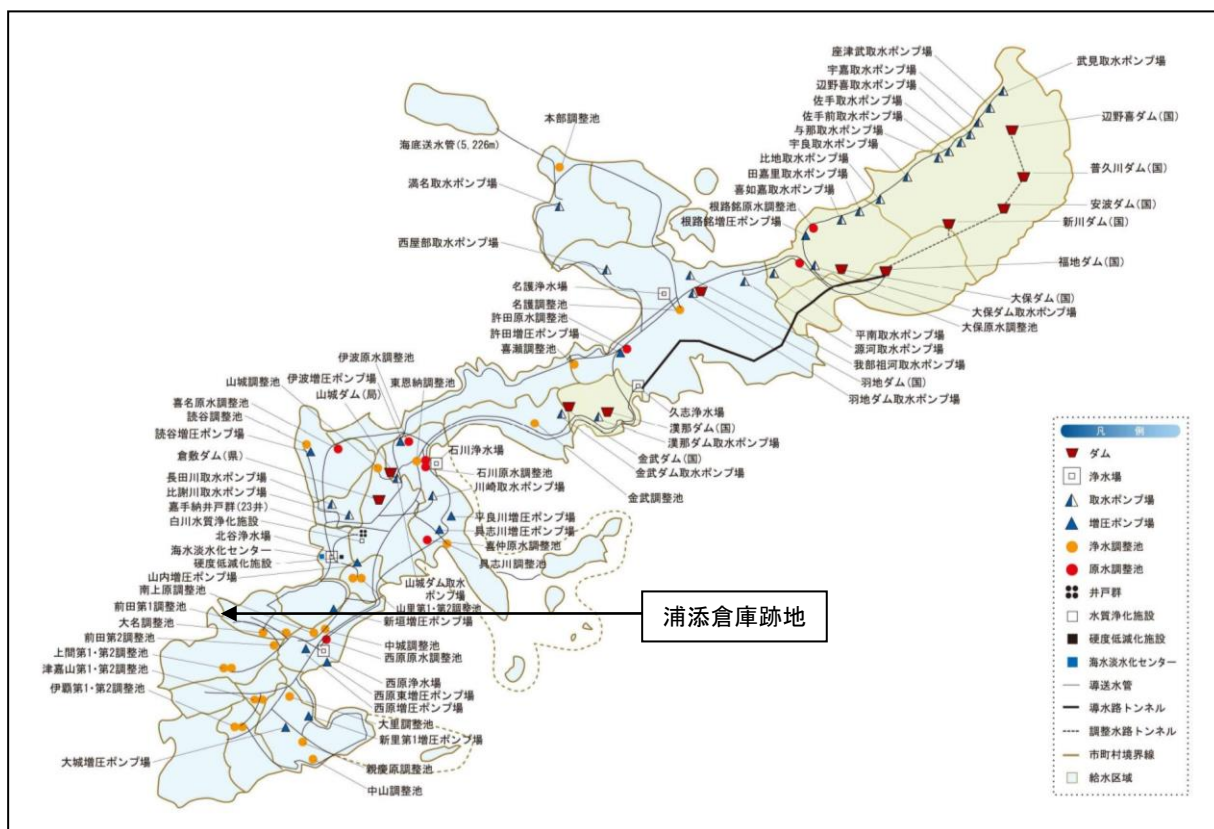 座津武取水ポンプ場
宇嘉取水ポンプ場
辺野喜取水ポンプ場
佐手取水ポンプ場
佐手前取水ポンプ場
与那取水ポンプ場
宇良取水ポンプ場
比地取水ポンプ場
田嘉里取水ポンプ場
喜如嘉取水ポンプ場
根路銘原水調整池
根路銘増圧ポンプ場
武見取水ポンプ場
辺野喜ダム(国)
普久川ダム(国)
安波ダム(国)
新川ダム(国)
福地ダム(国)
大保ダム(国)
大保ダム取水ポンプ場
大保原水調整池
平南取水ポンプ場
源河取水ポンプ場
我部祖河取水ポンプ場
羽地ダム(国)
羽地ダム取水ポンプ場
本部調整池
海底送水管(5,226m)
満名取水ポンプ場
西屋部取水ポンプ場
名護浄水場
名護調整池
許田原水調整池
許田増圧ポンプ場
喜瀬調整池
久志浄水場
漢那ダム(国)
漢那ダム取水ポンプ場
金武ダム(国)
金武ダム取水ポンプ場
金武調整池
伊波原水調整池
伊波増圧ポンプ場
東恩納調整池
山城調整池
山城ダム(局)
喜名原水調整池
読谷調整池
読谷増圧ポンプ場
倉敷ダム(県)
長田川取水ポンプ場
比謝川取水ポンプ場
嘉手納井戸群(23井)
白川水質浄化施設
北谷浄水場
海水淡水化センター
硬度低減化施設
山内増圧ポンプ場
南上原調整池
前田第1調整池
大名調整池
前田第2調整池
上間第1・第2調整池
津嘉山第1・第2調整池
伊覇第1・第2調整池
大城増圧ポンプ場
石川浄水場
石川原水調整池
川崎取水ポンプ場
平良川増圧ポンプ場
具志川増圧ポンプ場
喜仲原水調整池
具志川調整池
山城ダム取水
ポンプ場
山里第1・第2調整池
新垣増圧ポンプ場
中城調整池
西原原水調整池
西原浄水場
西原東増圧ポンプ場
西原増圧ポンプ場
大里調整池
新里第1増圧ポンプ場
親慶原調整池
中山調整池
浦添倉庫跡地
凡例
ダム
浄水場
取水ポンプ場
増圧ポンプ場
浄水調整池
原水調整池
井戸群
水質浄化施設
硬度低減化施設
海水淡水化センター
導送水管
導水路トンネル
調整水路トンネル
市町村境界線
給水区域